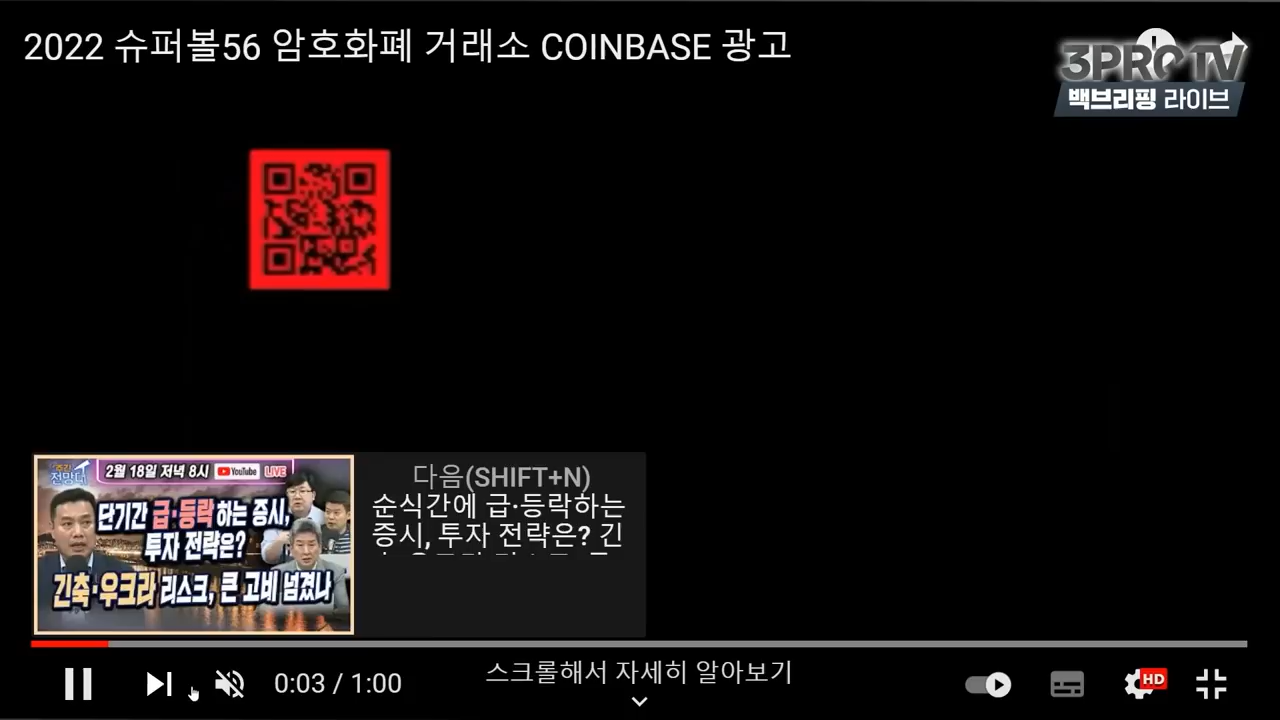 2022 슈퍼볼56 암호화폐 거래소 COINBASE 광고
3PROTV
백브리핑 라이브
2월 18일 저녁 8시 YouTube LIVE
전망대
단기간 급·등락하는 증시,
투자 전략은?
긴축·우크라 리스크, 큰 고비 넘겼나
다음(SHIFT+N)
순식간에 급·등락하는
증시, 투자 전략은? 긴
0:03 / 1:00
스크롤해서 자세히 알아보기
HD